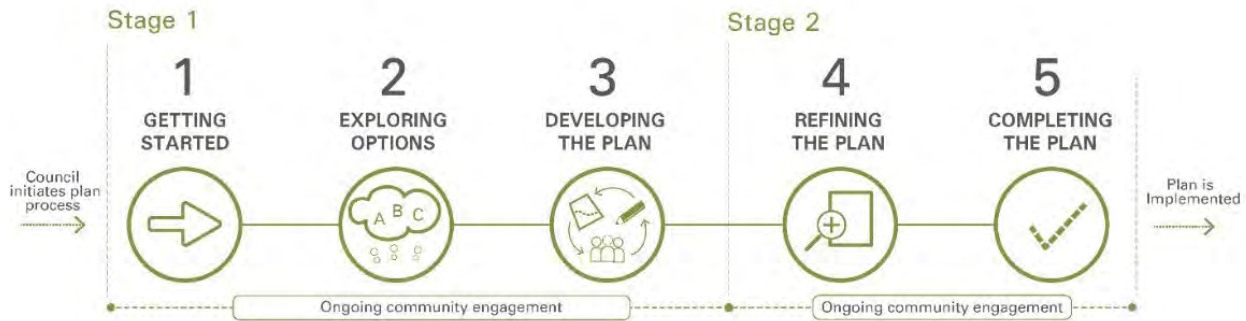 Stage 1
Stage 2
1
2
3
4
5
GETTING
STARTED
EXPLORING
OPTIONS
DEVELOPING
THE PLAN
REFINING
THE PLAN
COMPLETING
THE PLAN
Council
initiates plan
process
A B C
Plan is
Implemented
Ongoing community engagement
Ongoing community engagement